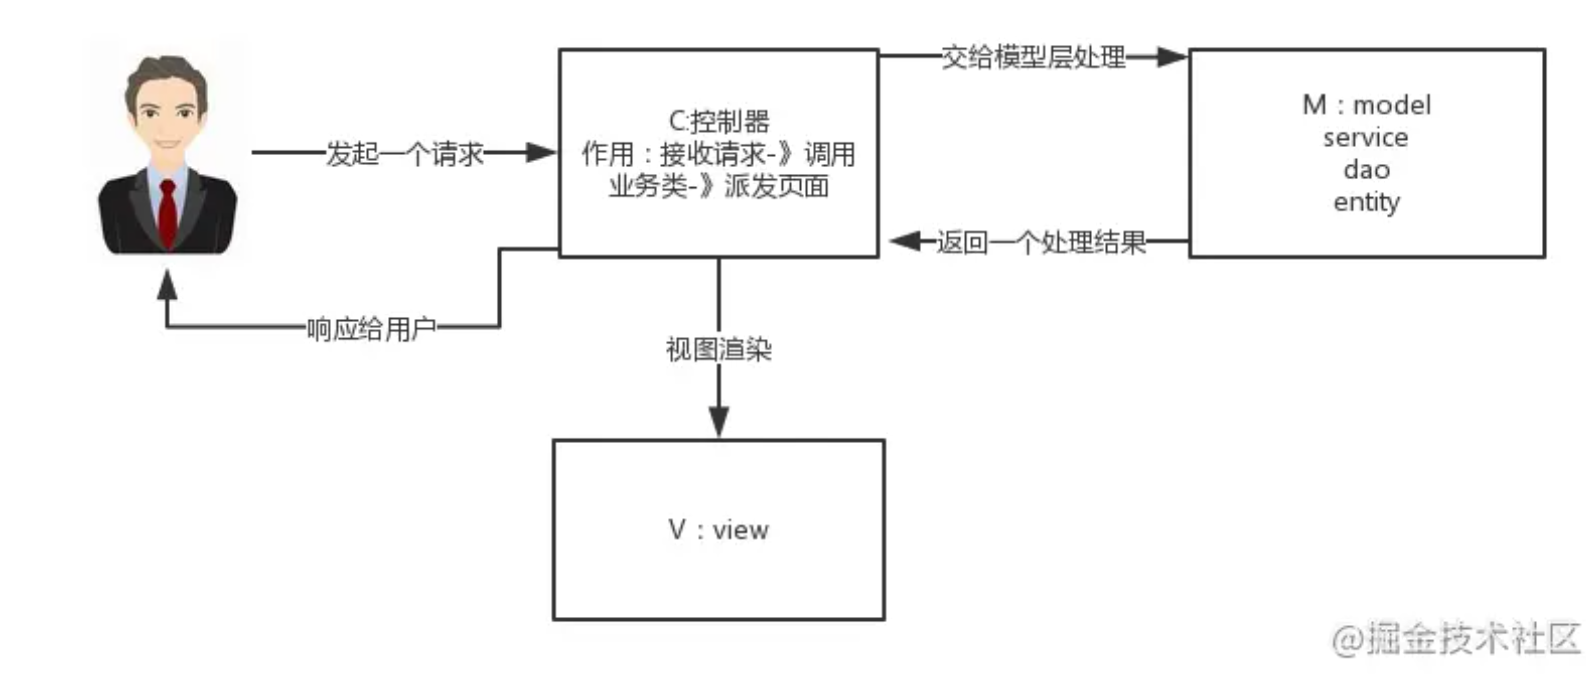 发起一个请求
C:控制器
作用：接收请求-》调用
业务类-》派发页面
交给模型层处理
M：model
service
dao
entity
返回一个处理结果
响应给用户
视图渲染
V：view
@掘金技术社区